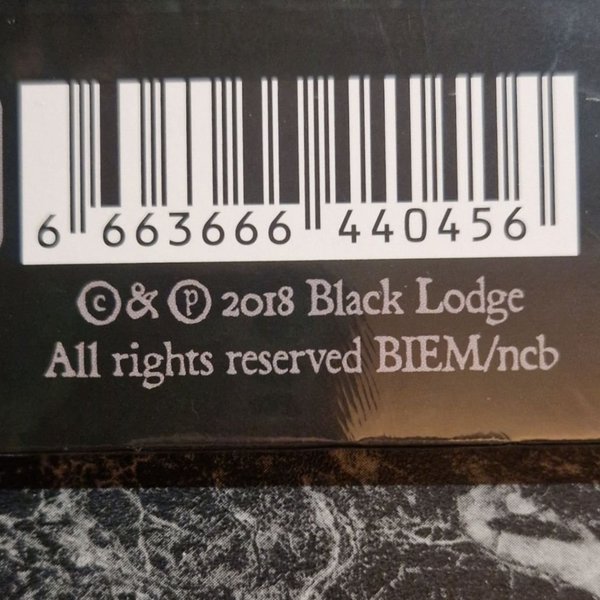 6 663666 440456
© & ℗ 2018 Black Lodge
All rights reserved BIEM/ncb